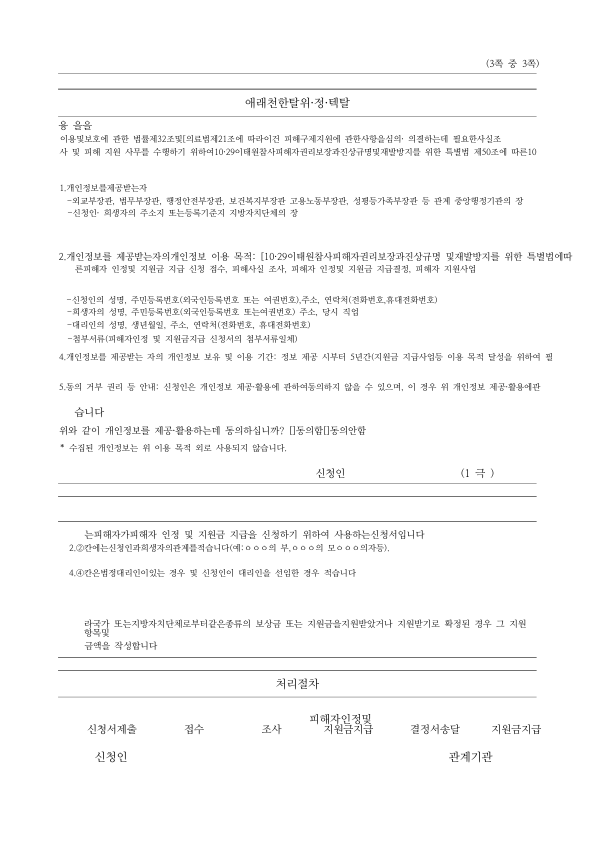 (3쪽 중 3쪽)
애래천한탈위·정·텍탈
융 을을
이용및보호에 관한 법률제32조및[의료법제21조에 따라이건 피해구제지원에 관한사항을심의· 의결하는데 필요한사실조
사 및 피해 지원 사무를 수행하기 위하여10·29이태원참사피해자권리보장과진상규명및재발방지를 위한 특별법 제50조에 따른10
1.개인정보를제공받는자
-외교부장관, 법무부장관, 행정안전부장관, 보건복지부장관 고용노동부장관, 성평등가족부장관 등 관계 중앙행정기관의 장
-신청인· 희생자의 주소지 또는등록기준지 지방자치단체의 장
2.개인정보를 제공받는자의개인정보 이용 목적: [10·29이태원참사피해자권리보장과진상규명 및재발방지를 위한 특별법에따
른피해자 인정및 지원금 지급 신청 접수, 피해사실 조사, 피해자 인정및 지원금 지급결정, 피해자 지원사업
-신청인의 성명, 주민등록번호(외국인등록번호 또는 여권번호),주소, 연락처(전화번호,휴대전화번호)
-희생자의 성명, 주민등록번호(외국인등록번호 또는여권번호) 주소, 당시 직업
-대리인의 성명, 생년월일, 주소, 연락처(전화번호, 휴대전화번호)
-첨부서류(피해자인정 및 지원금지급 신청서의 첨부서류일체)
4.개인정보를 제공받는 자의 개인정보 보유 및 이용 기간: 정보 제공 시부터 5년간(지원금 지급사업등 이용 목적 달성을 위하여 필
5.동의 거부 권리 등 안내: 신청인은 개인정보 제공·활용에 관하여동의하지 않을 수 있으며, 이 경우 위 개인정보 제공·활용에관
습니다
위와 같이 개인정보를 제공·활용하는데 동의하십니까? []동의함[]동의안함
* 수집된 개인정보는 위 이용 목적 외로 사용되지 않습니다.
신청인 (1 극 )
는피해자가피해자 인정 및 지원금 지급을 신청하기 위하여 사용하는신청서입니다
2.②칸에는신청인과희생자의관계를적습니다(예:ㅇㅇㅇ의 부,ㅇㅇㅇ의 모ㅇㅇㅇ의자등).
4.④칸은법정대리인이있는 경우 및 신청인이 대리인을 선임한 경우 적습니다
라국가 또는지방자치단체로부터같은종류의 보상금 또는 지원금을지원받았거나 지원받기로 확정된 경우 그 지원
항목및
금액을 작성합니다
처리절차
신청서제출 접수 조사 피해자인정및 지원금지급 결정서송달 지원금지급
신청인 관계기관